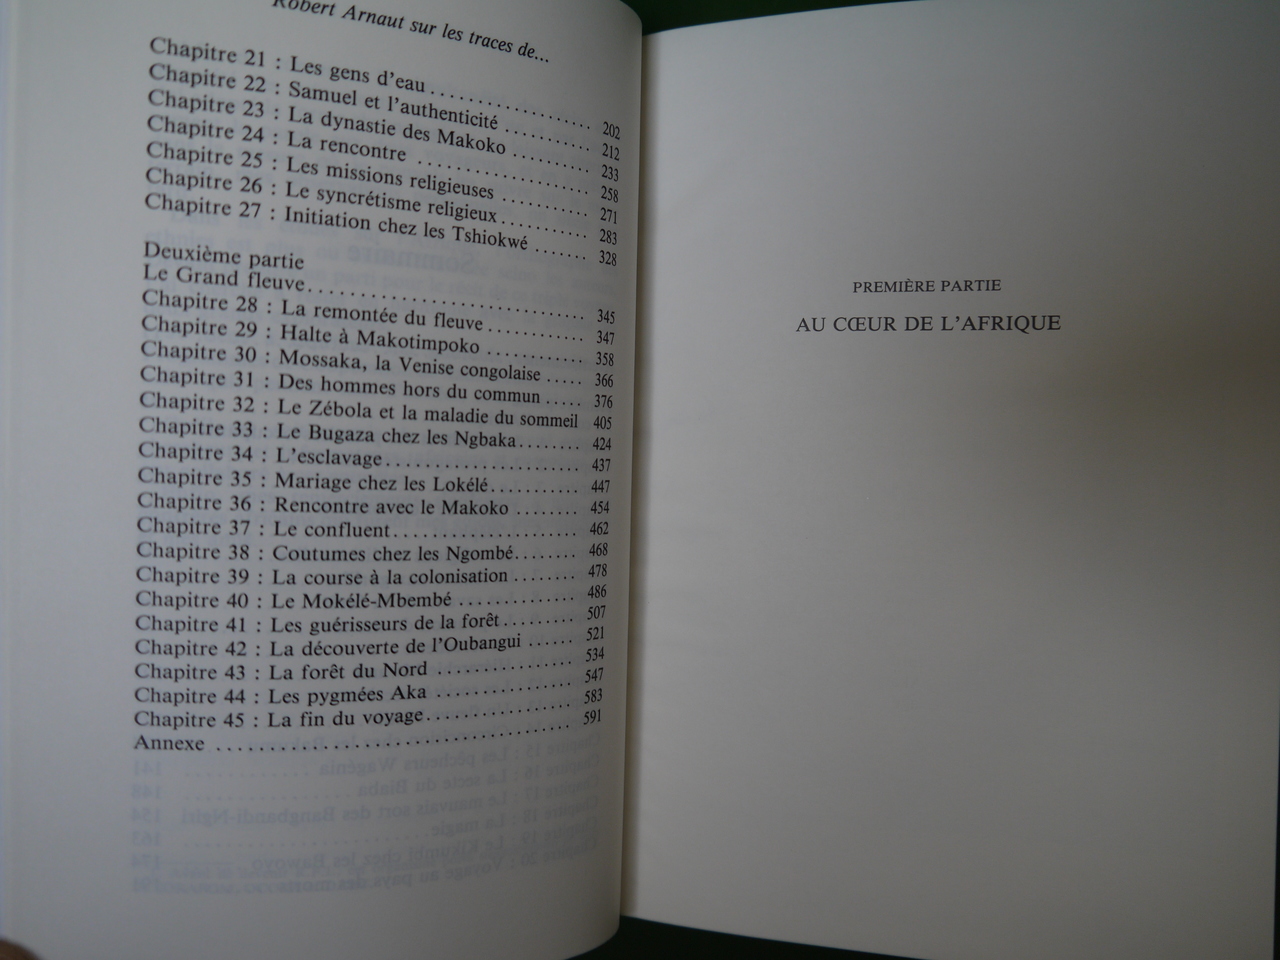 Robert Arnaut sur les traces de...
Chapitre 21 : Les gens d'eau .................... 202
Chapitre 22 : Samuel et l'authenticité ........... 212
Chapitre 23 : La dynastie des Makoko .......... 233
Chapitre 24 : La rencontre ..................... 258
Chapitre 25 : Les missions religieuses ........... 271
Chapitre 26 : Le syncrétisme religieux ........... 283
Chapitre 27 : Initiation chez les Tshiokwé ....... 328
Deuxième partie
Le Grand fleuve ............................. 345
Chapitre 28 : La remontée du fleuve ............ 347
Chapitre 29 : Halte à Makotimpoko ............ 358
Chapitre 30 : Mossaka, la Venise congolaise ..... 366
Chapitre 31 : Des hommes hors du commun ..... 376
Chapitre 32 : Le Zébola et la maladie du sommeil 405
Chapitre 33 : Le Bugaza chez les Ngbaka ........ 424
Chapitre 34 : L'esclavage ...................... 437
Chapitre 35 : Mariage chez les Lokélé ........... 447
Chapitre 36 : Rencontre avec le Makoko ........ 454
Chapitre 37 : Le confluent ..................... 462
Chapitre 38 : Coutumes chez les Ngombé ........ 468
Chapitre 39 : La course à la colonisation ........ 478
Chapitre 40 : Le Mokélé-Mbembé .............. 486
Chapitre 41 : Les guérisseurs de la forêt ......... 507
Chapitre 42 : La découverte de l'Oubangui ...... 521
Chapitre 43 : La forêt du Nord ................ 534
Chapitre 44 : Les pygmées Aka ................ 547
Chapitre 45 : La fin du voyage ................. 583
Annexe ..................................... 591
PREMIÈRE PARTIE
AU CŒUR DE L'AFRIQUE